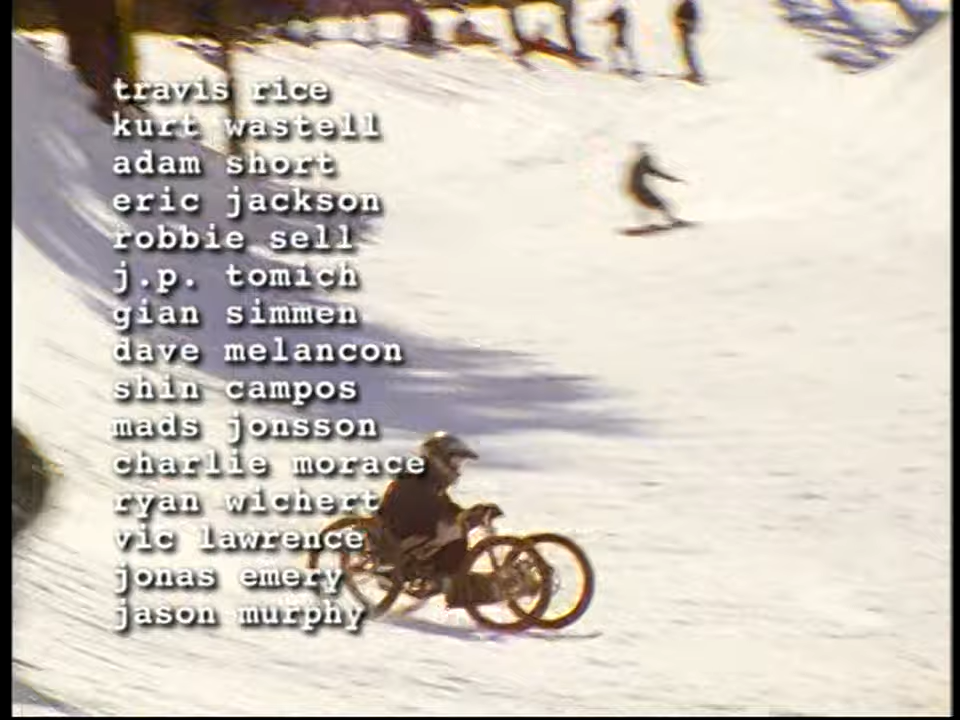 travis rice
kurt wastell
adam short
eric jackson
robbie sell
j.p. tomich
gian simmen
dave melancon
shin campos
mads jonsson
charlie morace
ryan wichert
vic lawrence
jonas emery
jason murphy